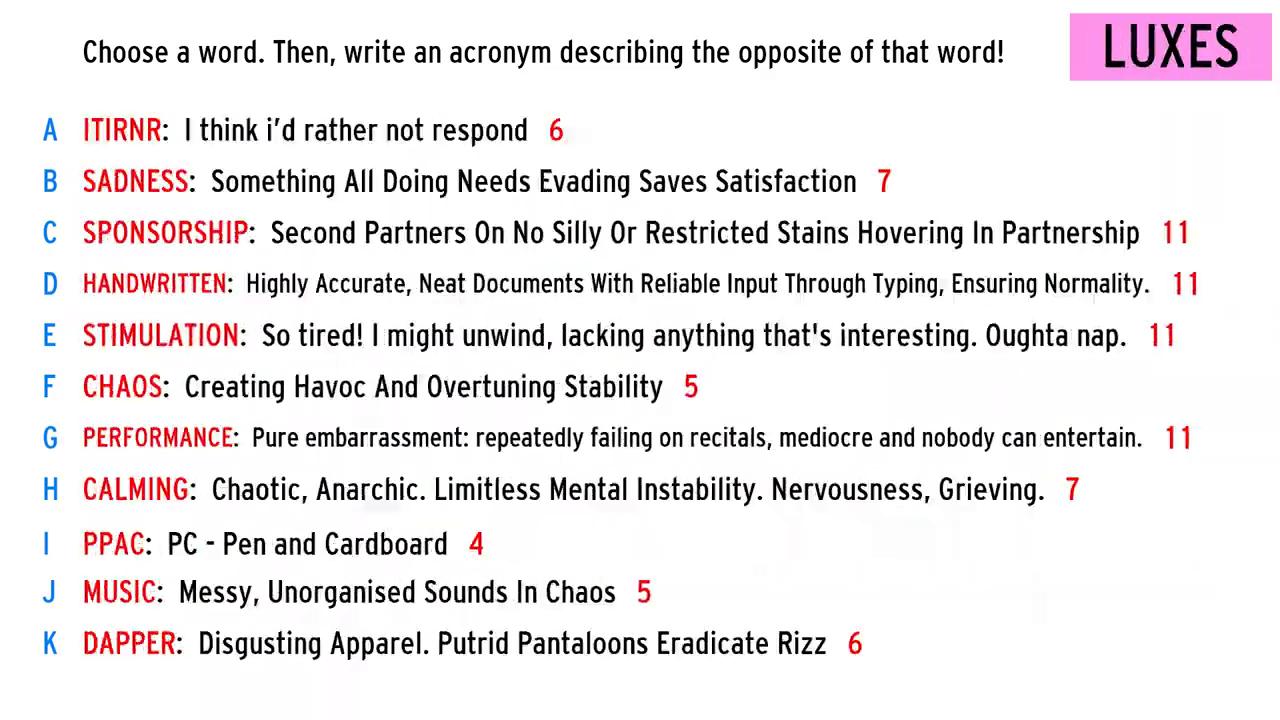 Choose a word. Then, write an acronym describing the opposite of that word!
LUXES
A ITIRNR: I think i'd rather not respond 6
B SADNESS: Something All Doing Needs Evading Saves Satisfaction 7
C SPONSORSHIP: Second Partners On No Silly Or Restricted Stains Hovering In Partnership 11
D HANDWRITTEN: Highly Accurate, Neat Documents With Reliable Input Through Typing, Ensuring Normality. 11
E STIMULATION: So tired! I might unwind, lacking anything that's interesting. Oughta nap. 11
F CHAOS: Creating Havoc And Overtuning Stability 5
G PERFORMANCE: Pure embarrassment: repeatedly failing on recitals, mediocre and nobody can entertain. 11
H CALMING: Chaotic, Anarchic. Limitless Mental Instability. Nervousness, Grieving. 7
I PPAC: PC - Pen and Cardboard 4
J MUSIC: Messy, Unorganised Sounds In Chaos 5
K DAPPER: Disgusting Apparel. Putrid Pantaloons Eradicate Rizz 6